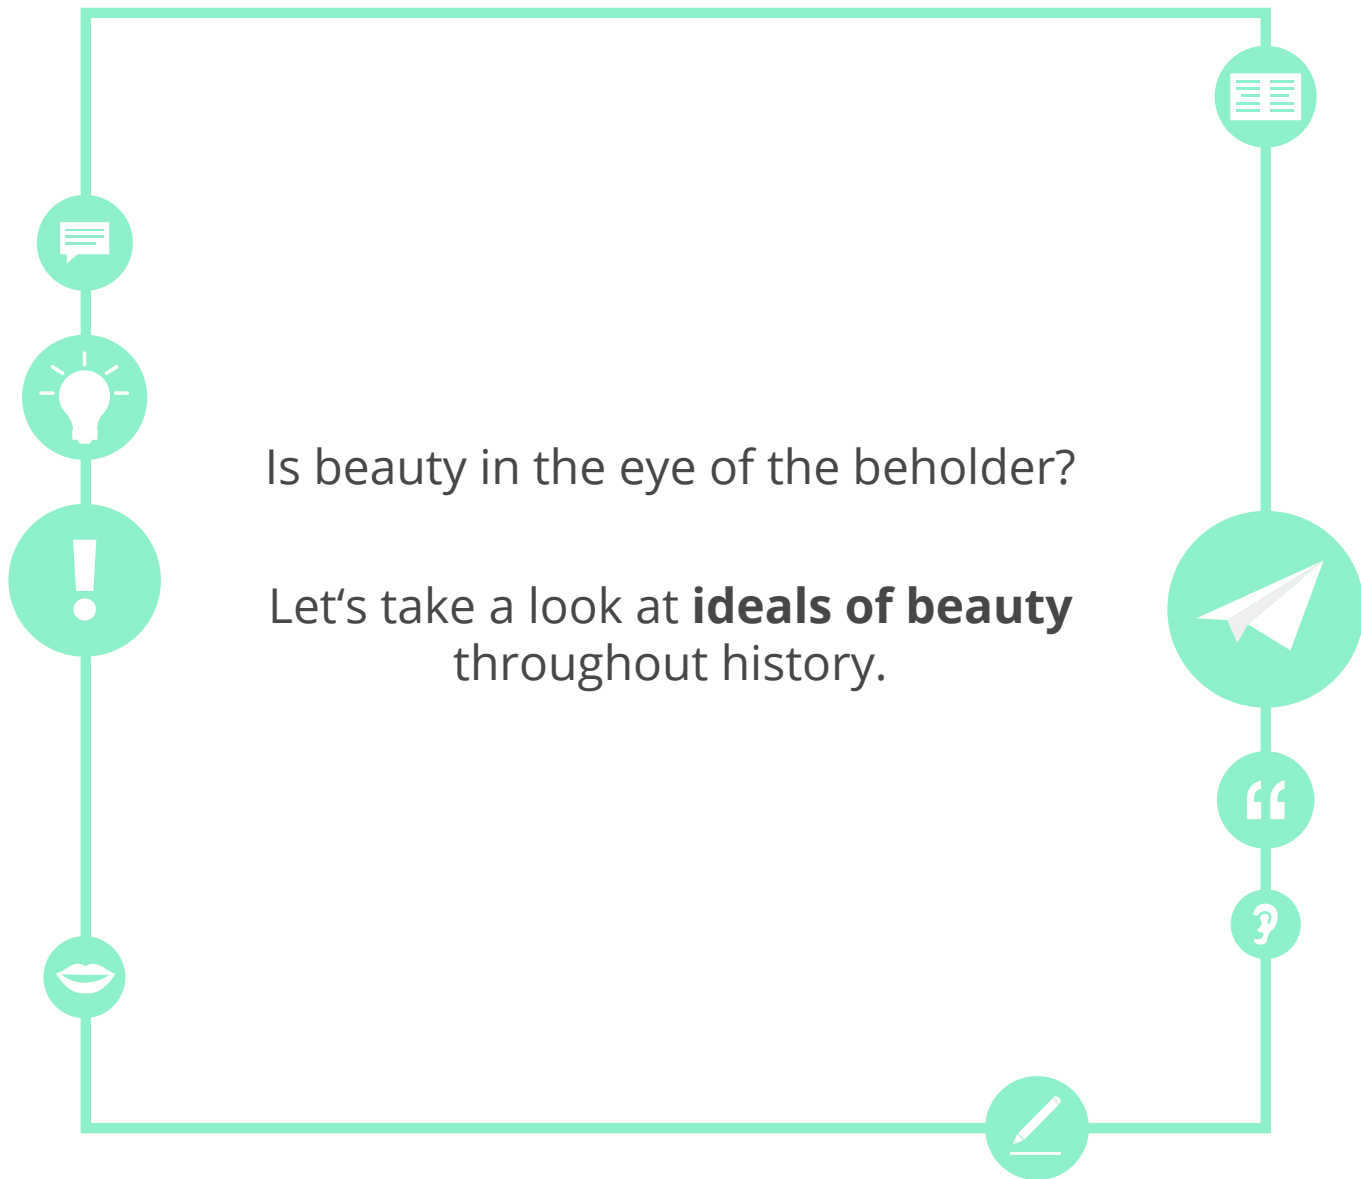 Is beauty in the eye of the beholder?
Let‘s take a look at ideals of beauty
throughout history.